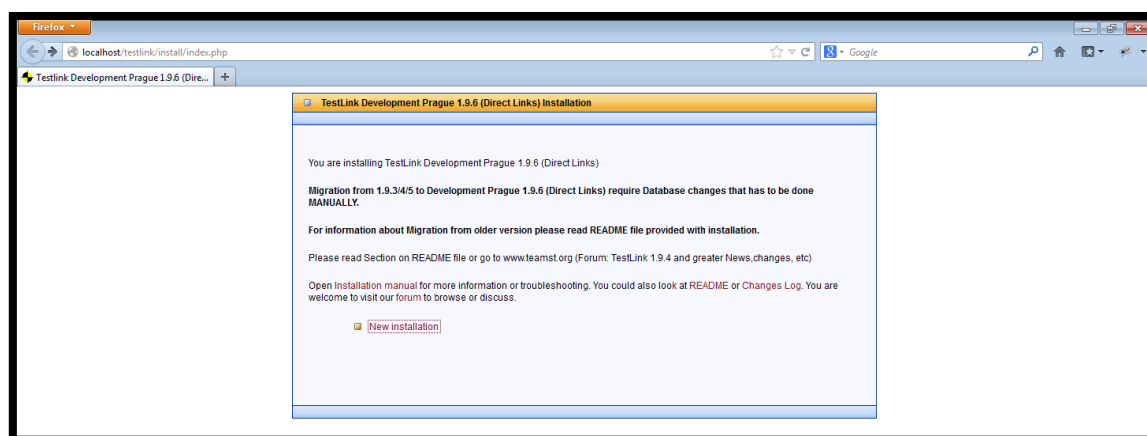 Firefox
localhost/testlink/install/index.php
Google
Testlink Development Prague 1.9.6 (Dire...
TestLink Development Prague 1.9.6 (Direct Links) Installation
You are installing TestLink Development Prague 1.9.6 (Direct Links)
Migration from 1.9.3/4/5 to Development Prague 1.9.6 (Direct Links) require Database changes that has to be done
MANUALLY.
For information about Migration from older version please read README file provided with installation.
Please read Section on README file or go to www.teamst.org (Forum: TestLink 1.9.4 and greater News,changes, etc)
Open Installation manual for more information or troubleshooting. You could also look at README or Changes Log. You are
welcome to visit our forum to browse or discuss.
New installation